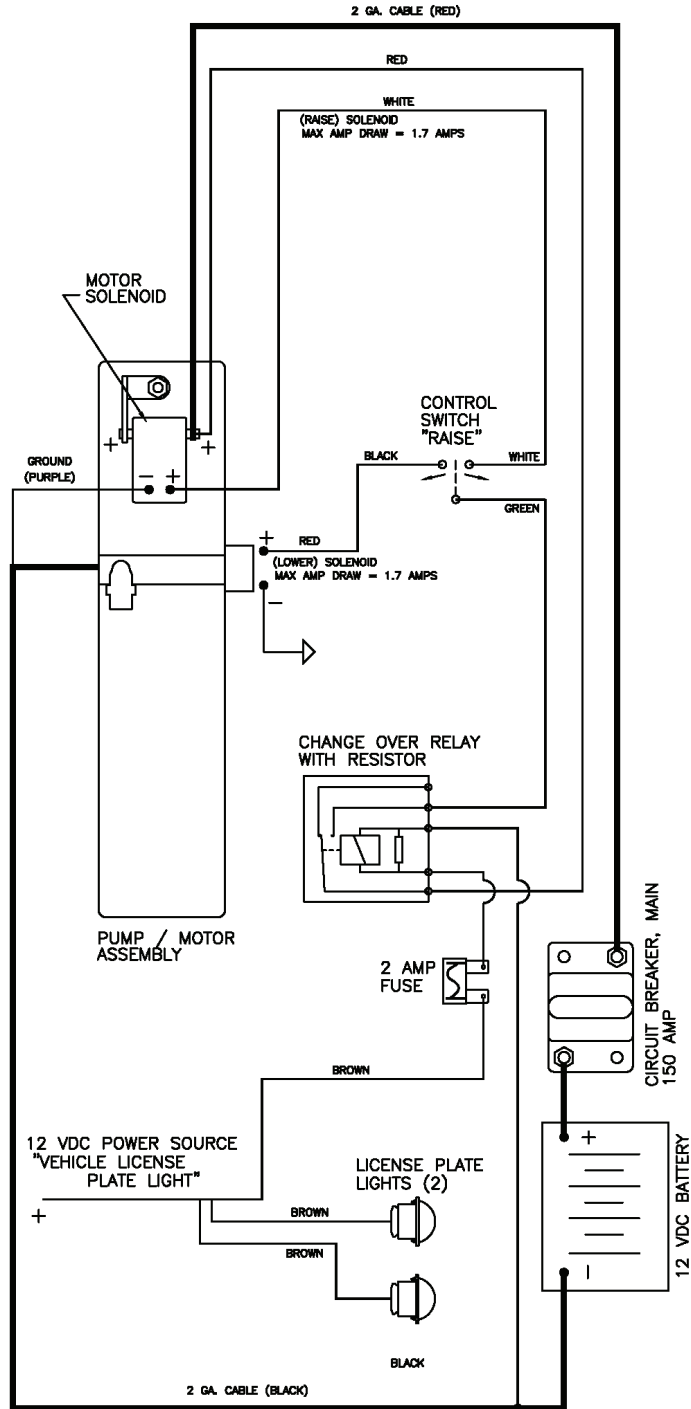 2 GA. CABLE (RED)
RED
WHITE
(RAISE) SOLENOID
MAX AMP DRAW = 1.7 AMPS
MOTOR
SOLENOID
CONTROL
SWITCH
"RAISE"
+
+
GROUND
(PURPLE)
- +
BLACK
WHITE
GREEN
+
RED
(LOWER) SOLENOID
MAX AMP DRAW = 1.7 AMPS
-
CHANGE OVER RELAY
WITH RESISTOR
PUMP / MOTOR
ASSEMBLY
2 AMP
FUSE
CIRCUIT BREAKER, MAIN
150 AMP
BROWN
12 VDC POWER SOURCE
"VEHICLE LICENSE
PLATE LIGHT"
+
LICENSE PLATE
LIGHTS (2)
BROWN
BROWN
+
-
12 VDC BATTERY
BLACK
2 GA. CABLE (BLACK)